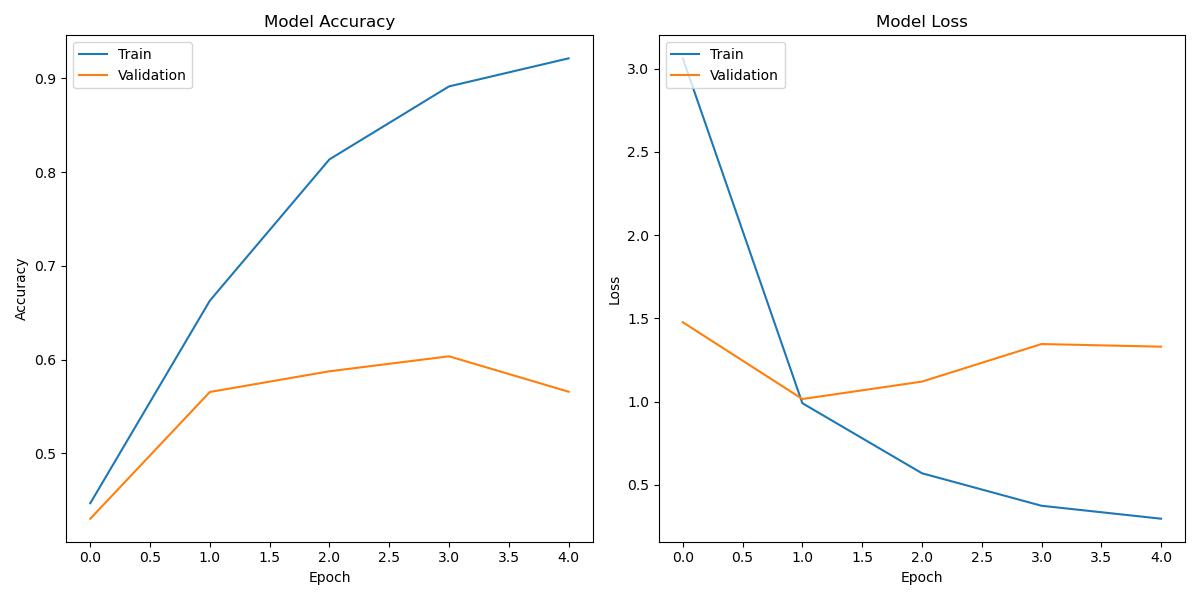 Model Accuracy
Train
Validation
0.9
0.8
0.7
0.6
0.5
Accuracy
0.0 0.5 1.0 1.5 2.0 2.5 3.0 3.5 4.0
Epoch
Model Loss
Train
Validation
3.0
2.5
2.0
1.5
1.0
0.5
Loss
0.0 0.5 1.0 1.5 2.0 2.5 3.0 3.5 4.0
Epoch